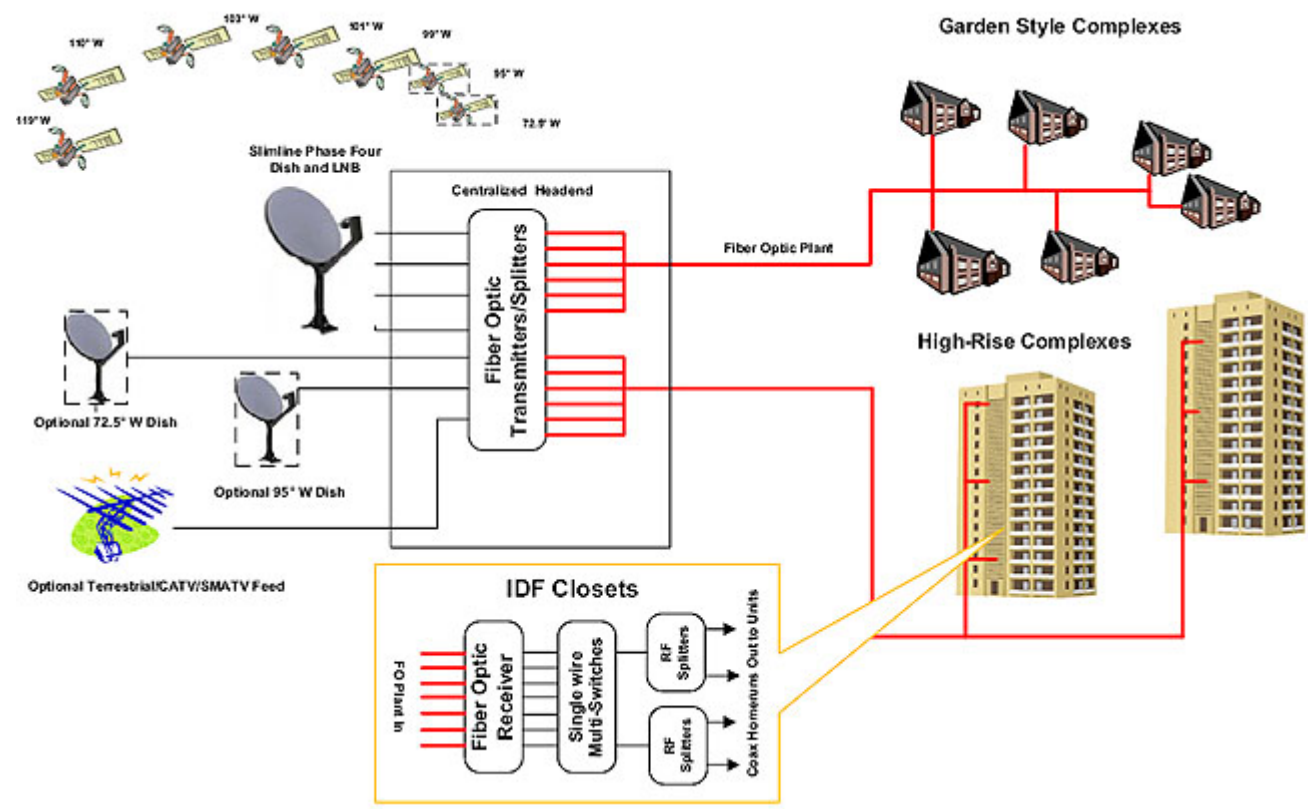 110° W
103° W
101° W
99° W
95° W
72.5° W
119° W
Garden Style Complexes
Slimline Phase Four
Dish and LNB
Centralized Headend
Fiber Optic
Transmitters/Splitters
Fiber Optic Plant
High-Rise Complexes
Optional 72.5° W Dish
Optional 95° W Dish
Optional Terrestrial/CATV/SMATV Feed
IDF Closets
FO Plant In
Fiber Optic
Receiver
Single wire
Multi-Switches
RF
Splitters
RF
Splitters
Coax Homeruns Out to Units